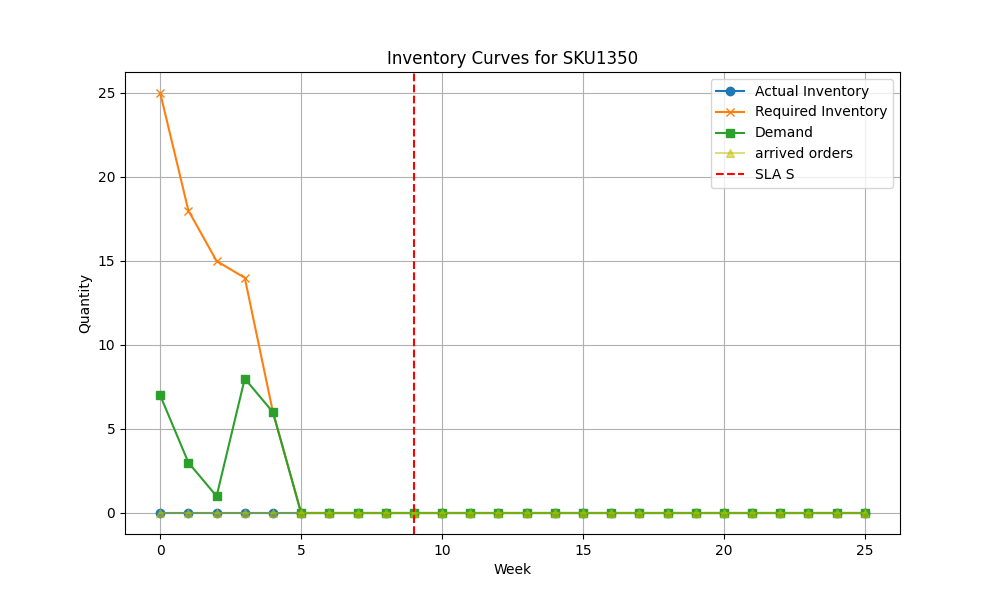 Inventory Curves for SKU1350
Actual Inventory
Required Inventory
Demand
arrived orders
SLA S
Quantity
25
20
15
10
5
0
0
5
10
15
20
25
Week